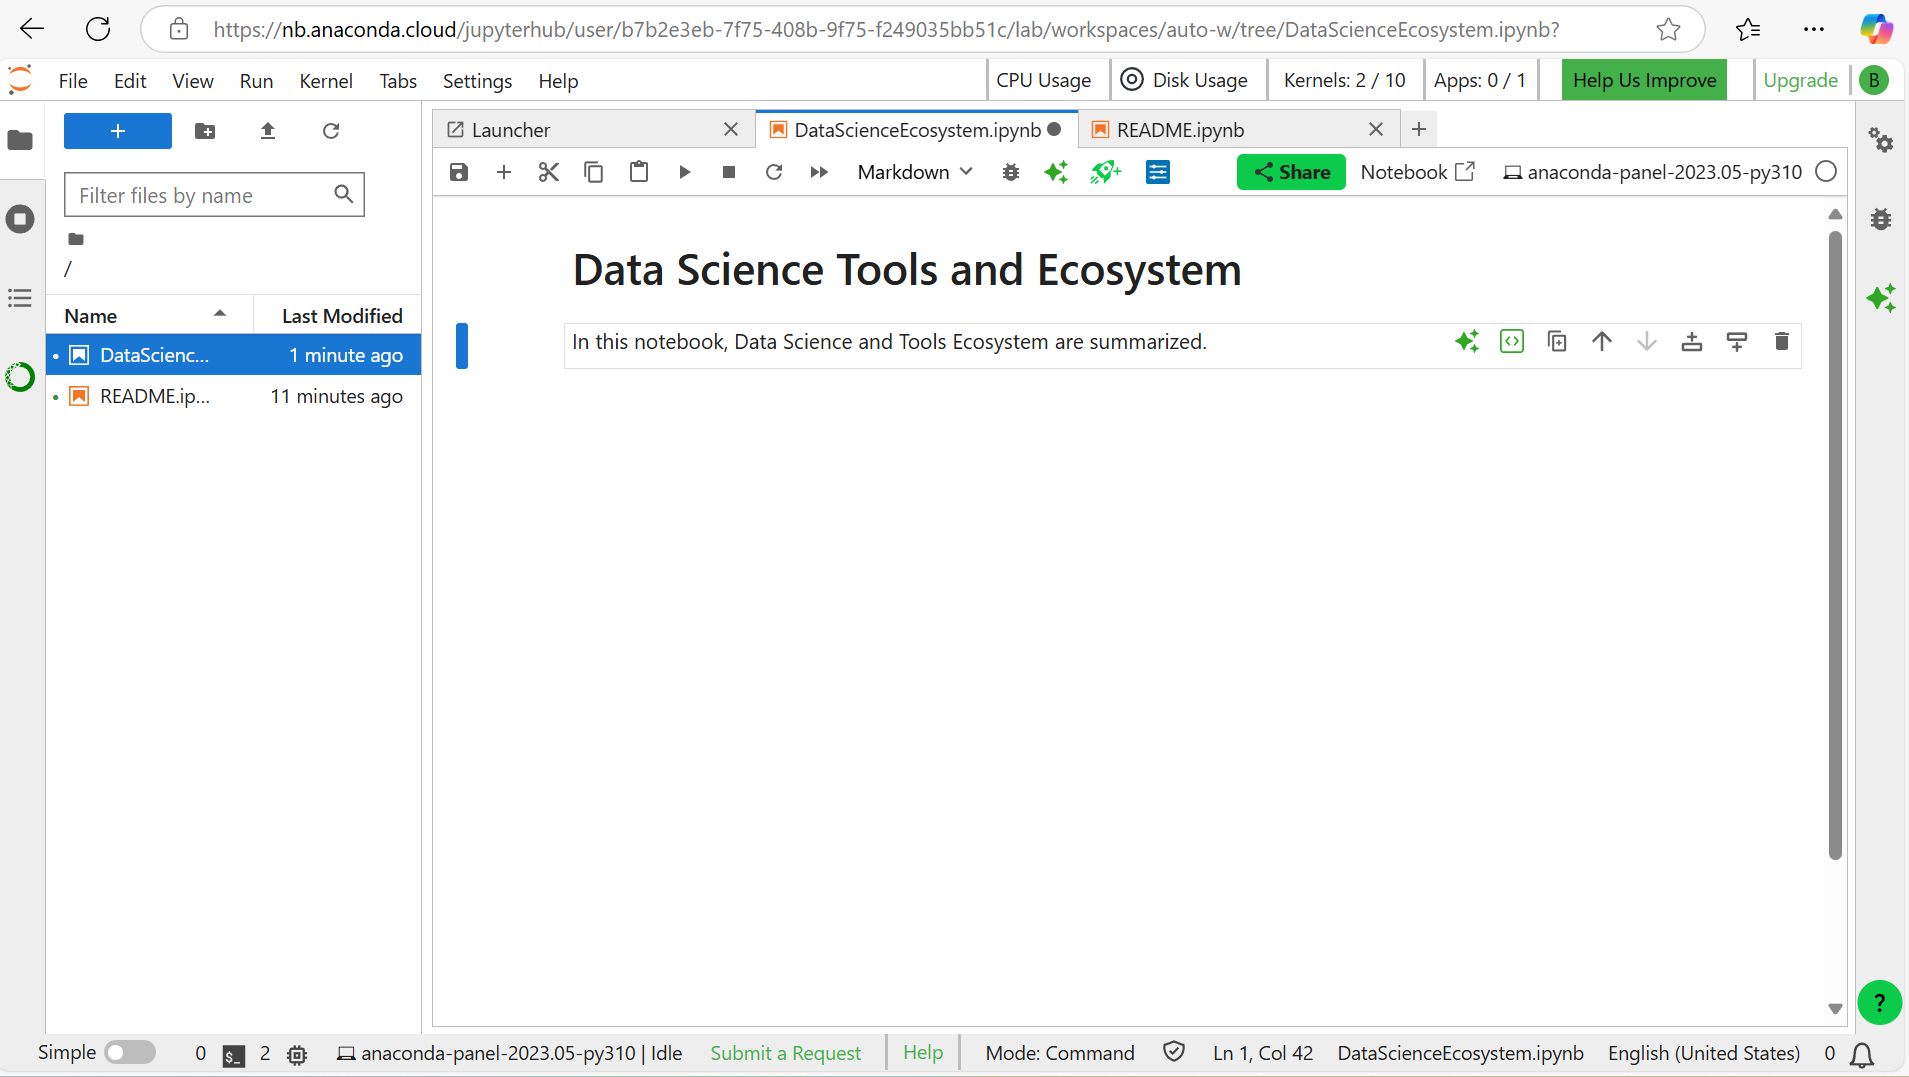 https://nb.anaconda.cloud/jupyterhub/user/b7b2e3eb-7f75-408b-9f75-f249035bb51c/lab/workspaces/auto-w/tree/DataScienceEcosystem.ipynb?
File Edit View Run Kernel Tabs Settings Help CPU Usage Disk Usage Kernels: 2 / 10 Apps: 0 / 1 Help Us Improve Upgrade B
Launcher DataScienceEcosystem.ipynb README.ipynb
Markdown Share Notebook anaconda-panel-2023.05-py310
Filter files by name
/
Name Last Modified
DataScienc... 1 minute ago
README.ip... 11 minutes ago
Data Science Tools and Ecosystem
In this notebook, Data Science and Tools Ecosystem are summarized.
?
Simple 0 $_ 2 anaconda-panel-2023.05-py310 | Idle Submit a Request Help Mode: Command Ln 1, Col 42 DataScienceEcosystem.ipynb English (United States) 0